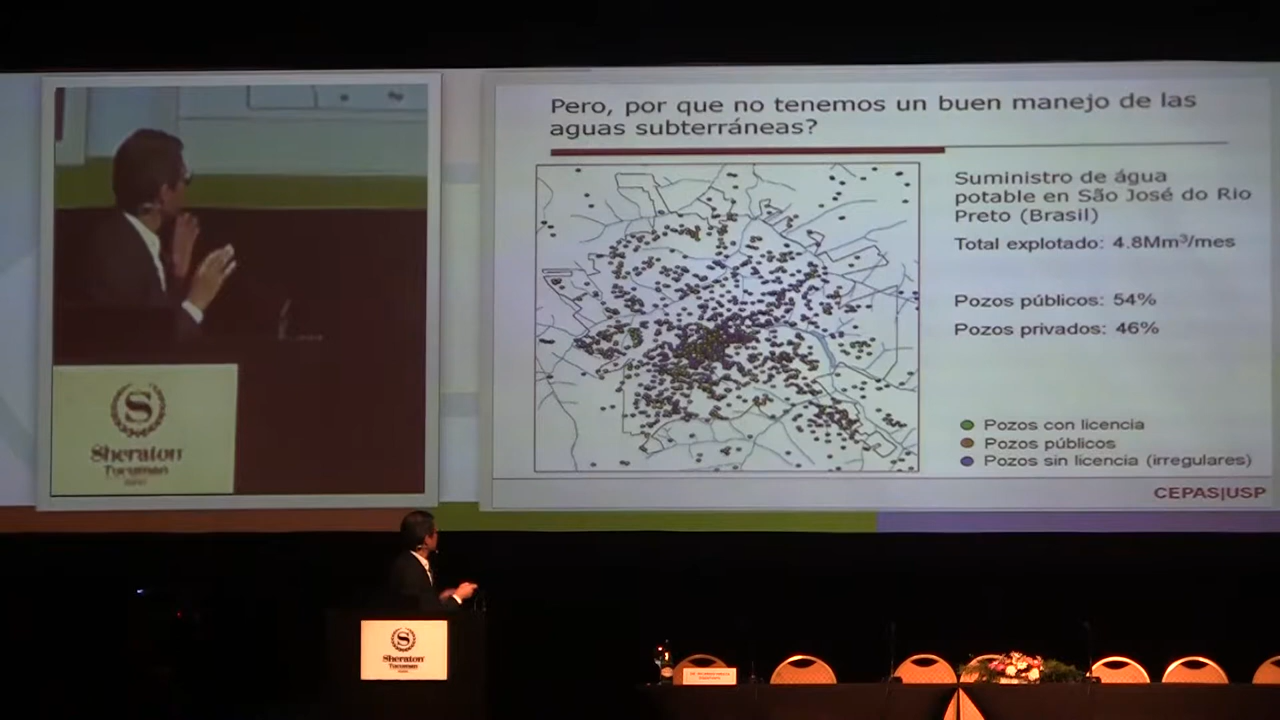 Pero, por que no tenemos un buen manejo de las
aguas subterráneas?
Suministro de água
potable en São José do Rio
Preto (Brasil)
Total explotado: 4.8Mm³/mes
Pozos públicos: 54%
Pozos privados: 46%
Pozos con licencia
Pozos públicos
Pozos sin licencia (irregulares)
CEPAS|USP
S
Sheraton
Tucuman
S
Sheraton
Tucuman